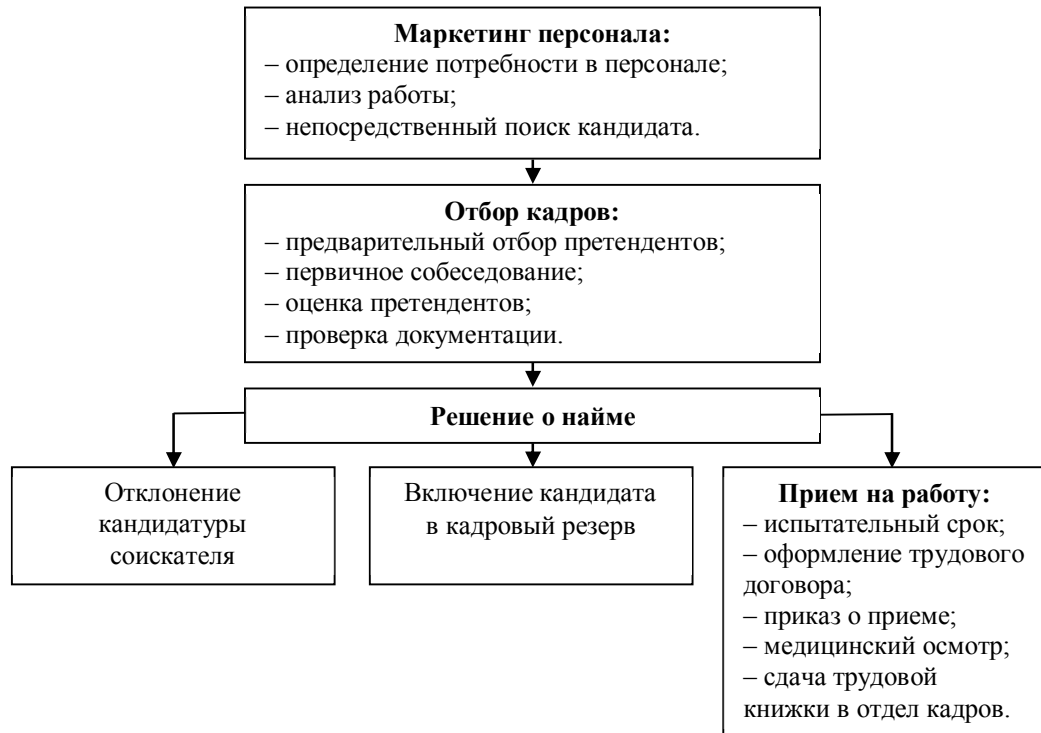 Маркетинг персонала:
– определение потребности в персонале;
– анализ работы;
– непосредственный поиск кандидата.
Отбор кадров:
– предварительный отбор претендентов;
– первичное собеседование;
– оценка претендентов;
– проверка документации.
Решение о найме
Отклонение
кандидатуры
соискателя
Включение кандидата
в кадровый резерв
Прием на работу:
– испытательный срок;
– оформление трудового
договора;
– приказ о приеме;
– медицинский осмотр;
– сдача трудовой
книжки в отдел кадров.